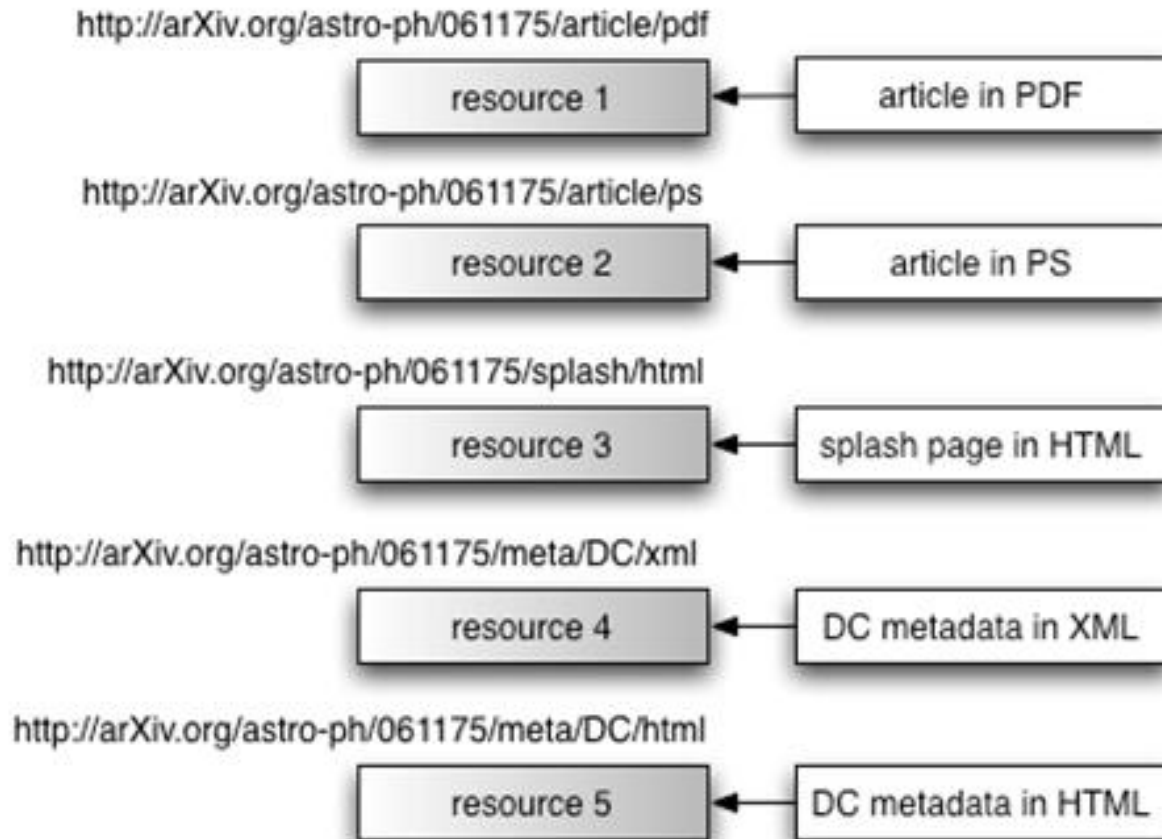 http://arXiv.org/astro-ph/061175/article/pdf
resource 1
article in PDF
http://arXiv.org/astro-ph/061175/article/ps
resource 2
article in PS
http://arXiv.org/astro-ph/061175/splash/html
resource 3
splash page in HTML
http://arXiv.org/astro-ph/061175/meta/DC/xml
resource 4
DC metadata in XML
http://arXiv.org/astro-ph/061175/meta/DC/html
resource 5
DC metadata in HTML